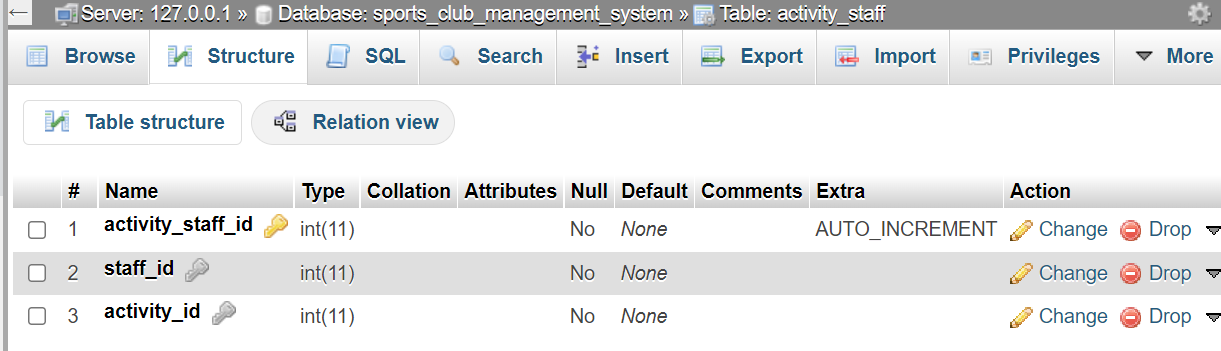 ← Server: 127.0.0.1 » Database: sports_club_management_system » Table: activity_staff
Browse Structure SQL Search Insert Export Import Privileges More
Table structure Relation view
# Name Type Collation Attributes Null Default Comments Extra Action
1 activity_staff_id int(11) No None AUTO_INCREMENT Change Drop
2 staff_id int(11) No None Change Drop
3 activity_id int(11) No None Change Drop